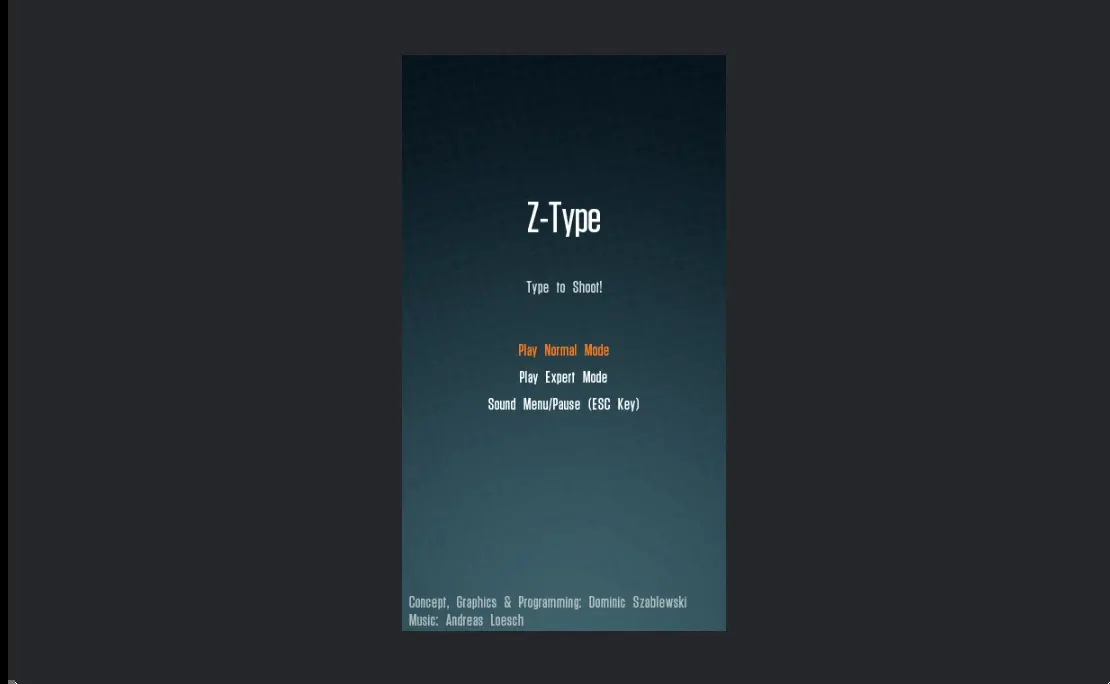 Z-Type
Type to Shoot!
Play Normal Mode
Play Expert Mode
Sound Menu/Pause (ESC Key)
Concept, Graphics & Programming: Dominic Szablewski
Music: Andreas Loesch